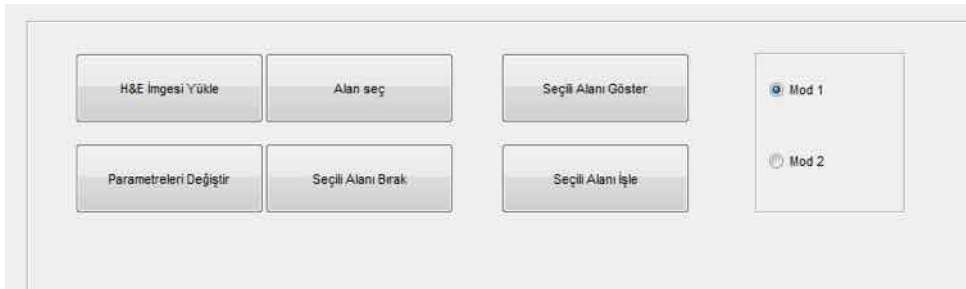 H&E İmgesi Yükle
Alan seç
Seçili Alanı Göster
Mod 1
Mod 2
Parametreleri Değiştir
Seçili Alanı Bırak
Seçili Alanı İşle